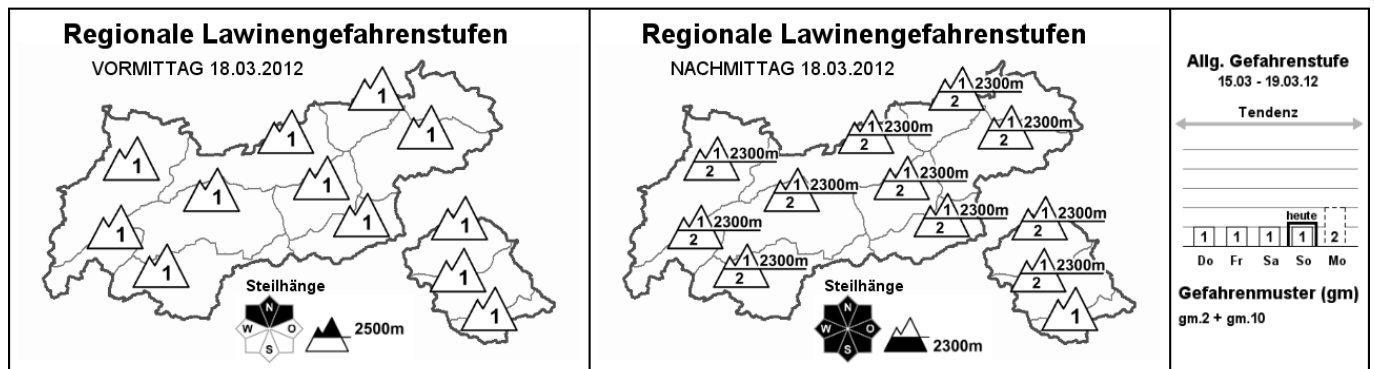 Regionale Lawinengefahrenstufen
VORMITTAG 18.03.2012
1
1
1
1
1
1
1
1
1
1
1
1
Steilhänge
N
W O
S
2500m
Regionale Lawinengefahrenstufen
NACHMITTAG 18.03.2012
1 2300m
2
1 2300m
2
1 2300m
2
1 2300m
2
1 2300m
2
1 2300m
2
1 2300m
2
1 2300m
2
1 2300m
2
1 2300m
2
1 2300m
2
1
Steilhänge
N
W O
S
2300m
Allg. Gefahrenstufe
15.03 - 19.03.12
Tendenz
heute
1 1 1 1 2
Do Fr Sa So Mo
Gefahrenmuster (gm)
gm.2 + gm.10